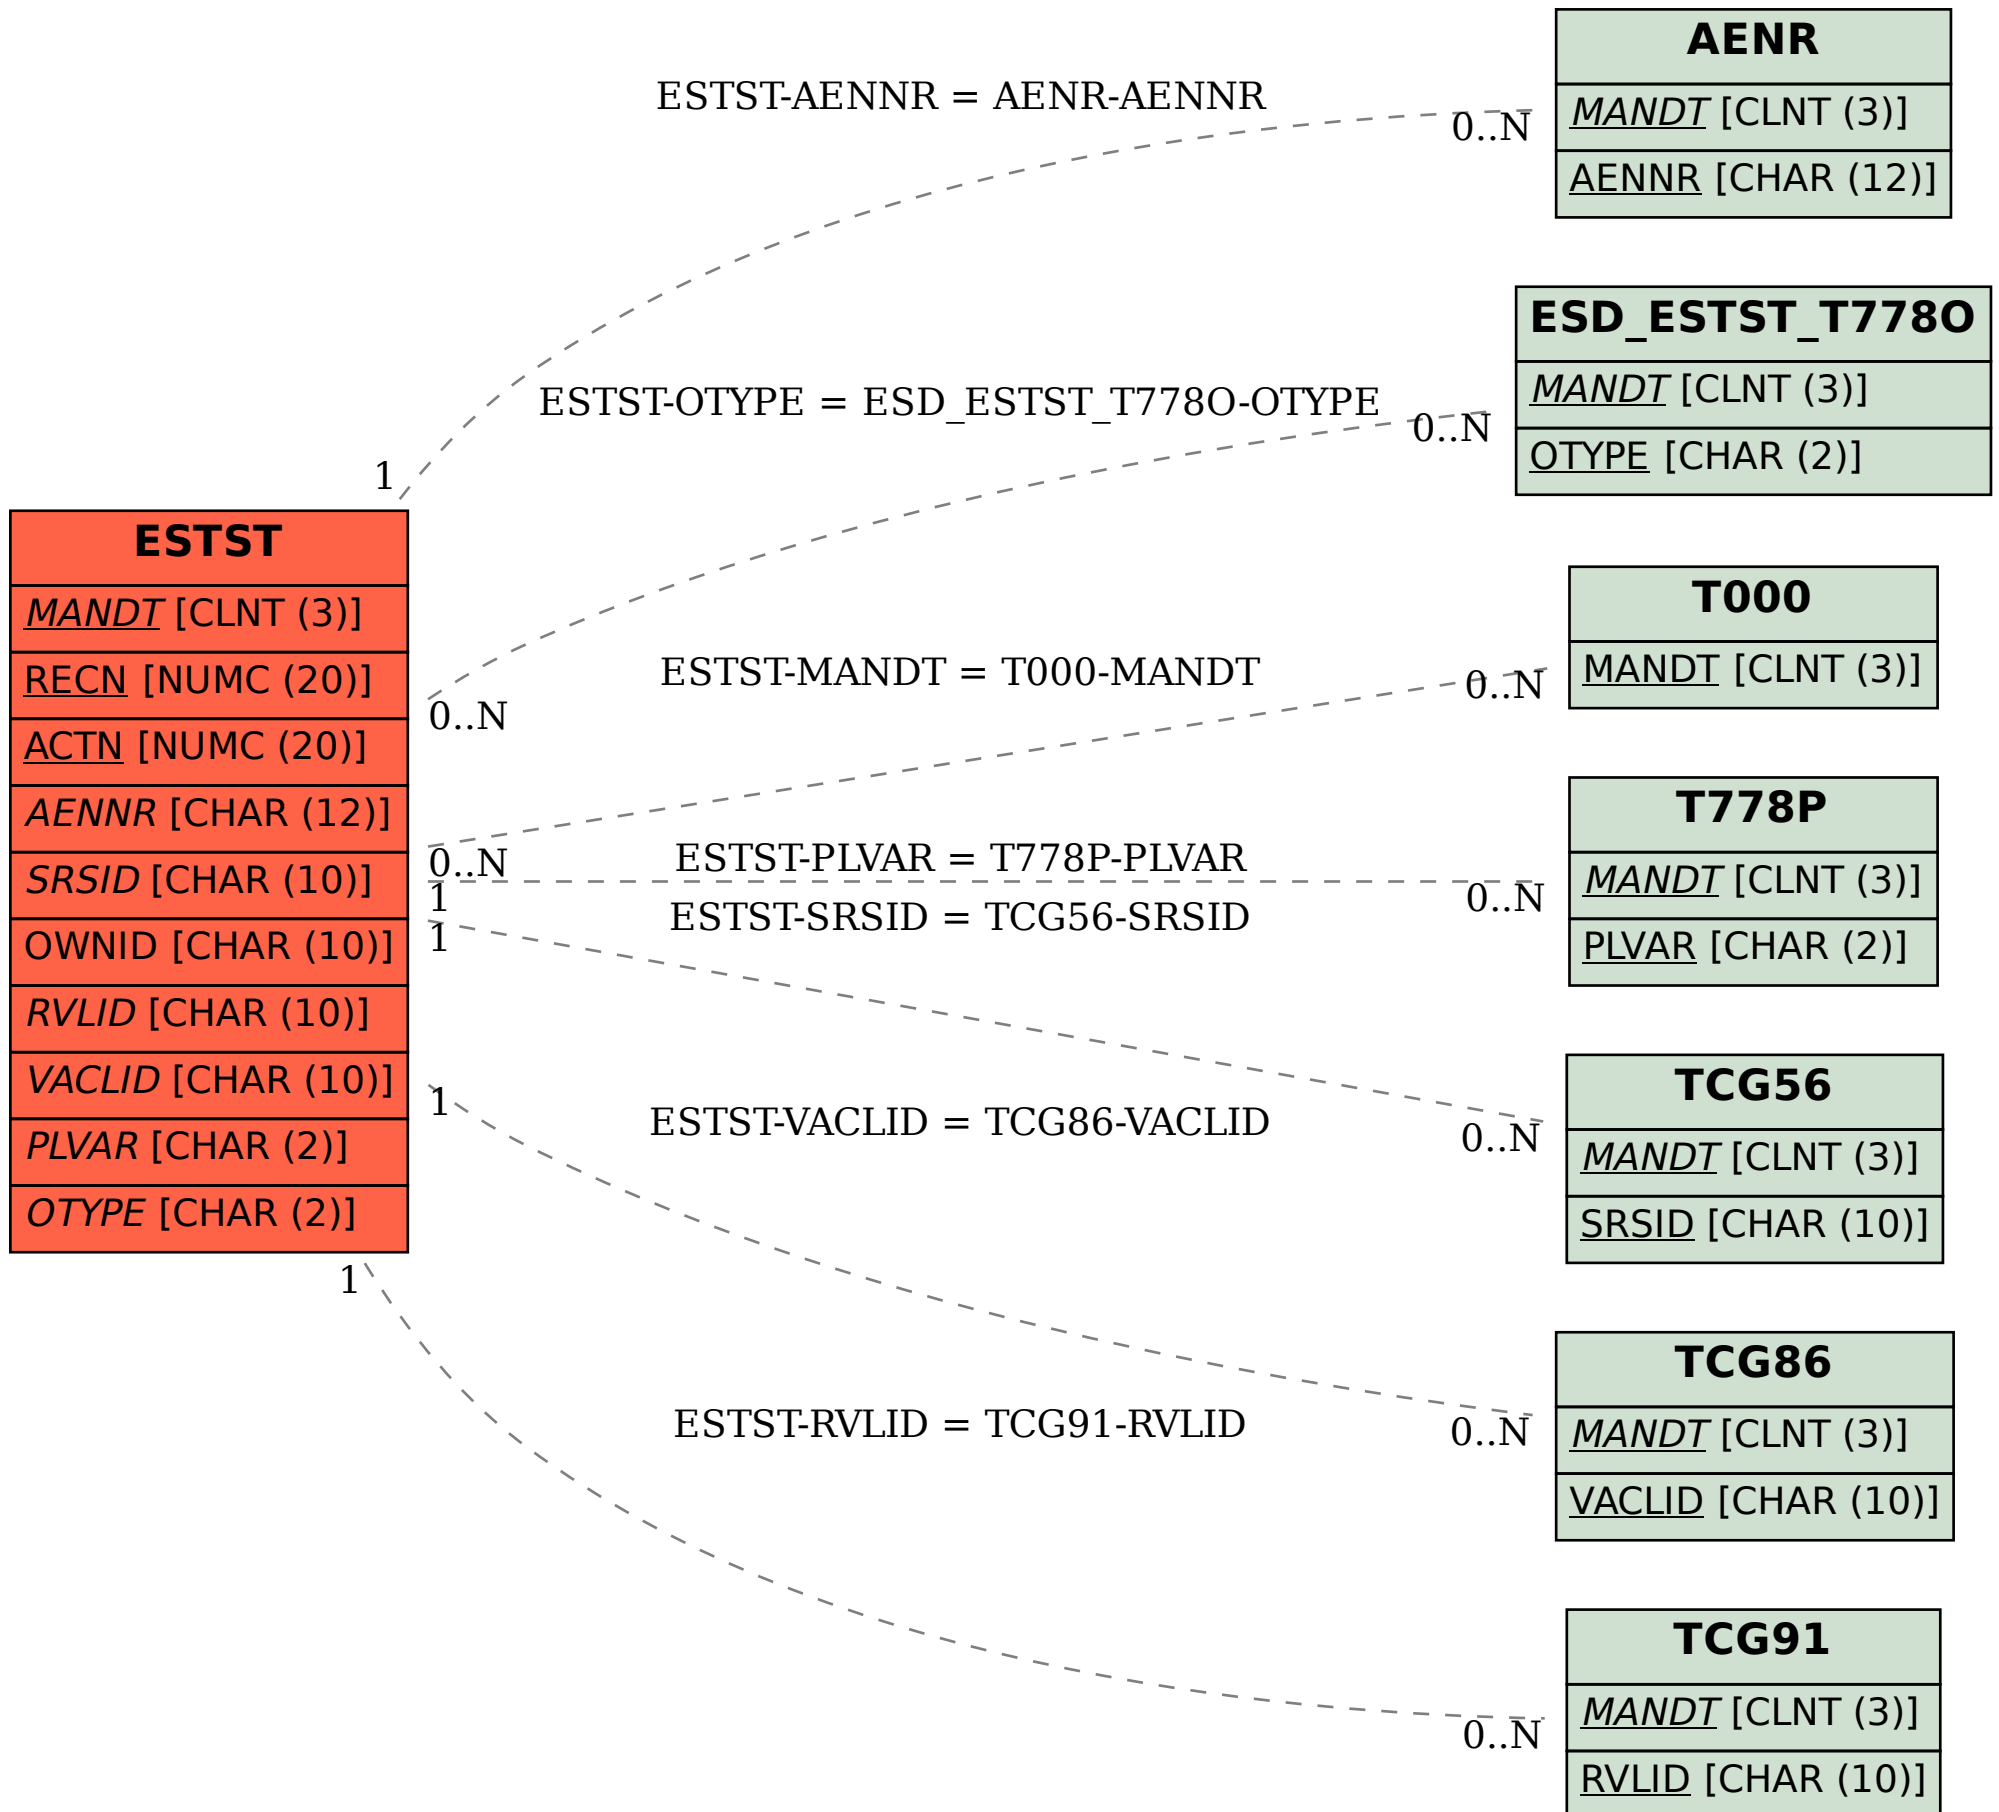 AENR
MANDT [CLNT (3)]
AENNR [CHAR (12)]
ESTST-AENNR = AENR-AENNR
0..N
1
ESD_ESTST_T778O
MANDT [CLNT (3)]
OTYPE [CHAR (2)]
ESTST-OTYPE = ESD_ESTST_T778O-OTYPE
0..N
0..N
ESTST
MANDT [CLNT (3)]
RECN [NUMC (20)]
ACTN [NUMC (20)]
AENNR [CHAR (12)]
SRSID [CHAR (10)]
OWNID [CHAR (10)]
RVLID [CHAR (10)]
VACLID [CHAR (10)]
PLVAR [CHAR (2)]
OTYPE [CHAR (2)]
T000
MANDT [CLNT (3)]
ESTST-MANDT = T000-MANDT
0..N
0..N
T778P
MANDT [CLNT (3)]
PLVAR [CHAR (2)]
ESTST-PLVAR = T778P-PLVAR
1
0..N
ESTST-SRSID = TCG56-SRSID
1
0..N
TCG56
MANDT [CLNT (3)]
SRSID [CHAR (10)]
ESTST-VACLID = TCG86-VACLID
1
0..N
TCG86
MANDT [CLNT (3)]
VACLID [CHAR (10)]
ESTST-RVLID = TCG91-RVLID
1
0..N
TCG91
MANDT [CLNT (3)]
RVLID [CHAR (10)]